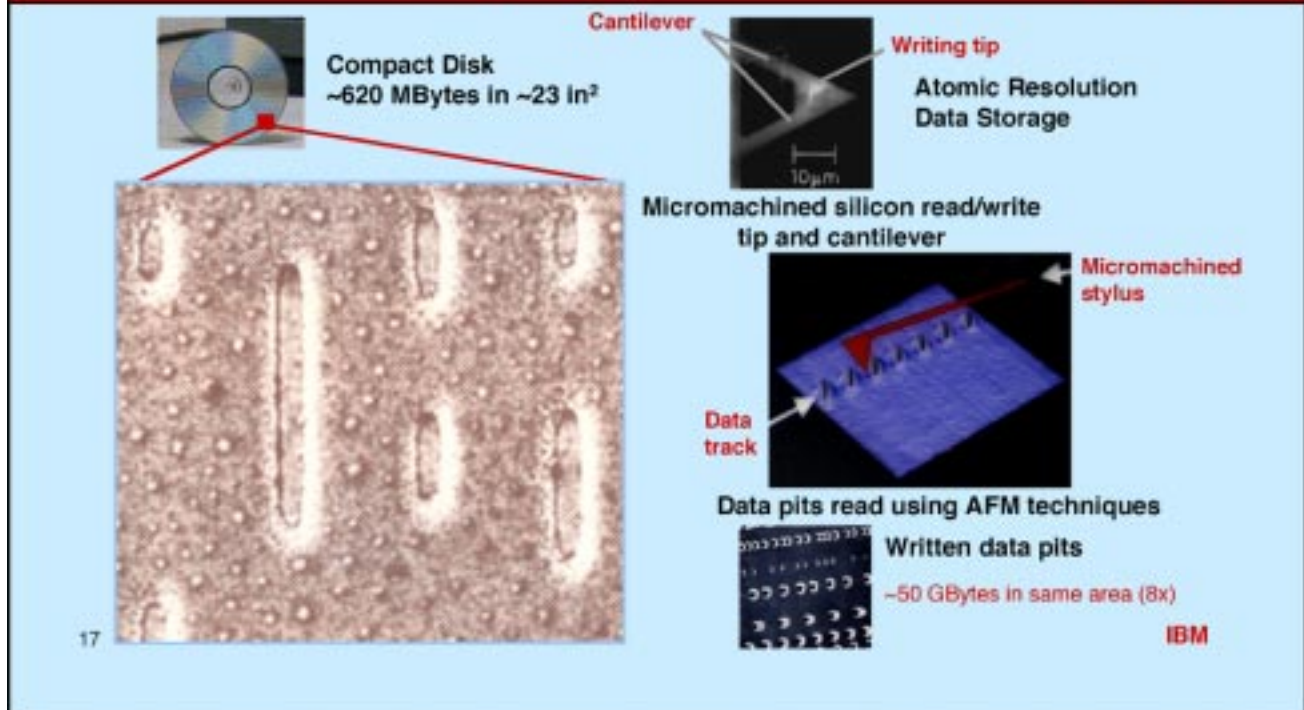 Compact Disk
~620 MBytes in ~23 in²
Cantilever
Writing tip
Atomic Resolution
Data Storage
10µm
Micromachined silicon read/write
tip and cantilever
Micromachined
stylus
Data
track
Data pits read using AFM techniques
Written data pits
~50 GBytes in same area (8x)
IBM
17